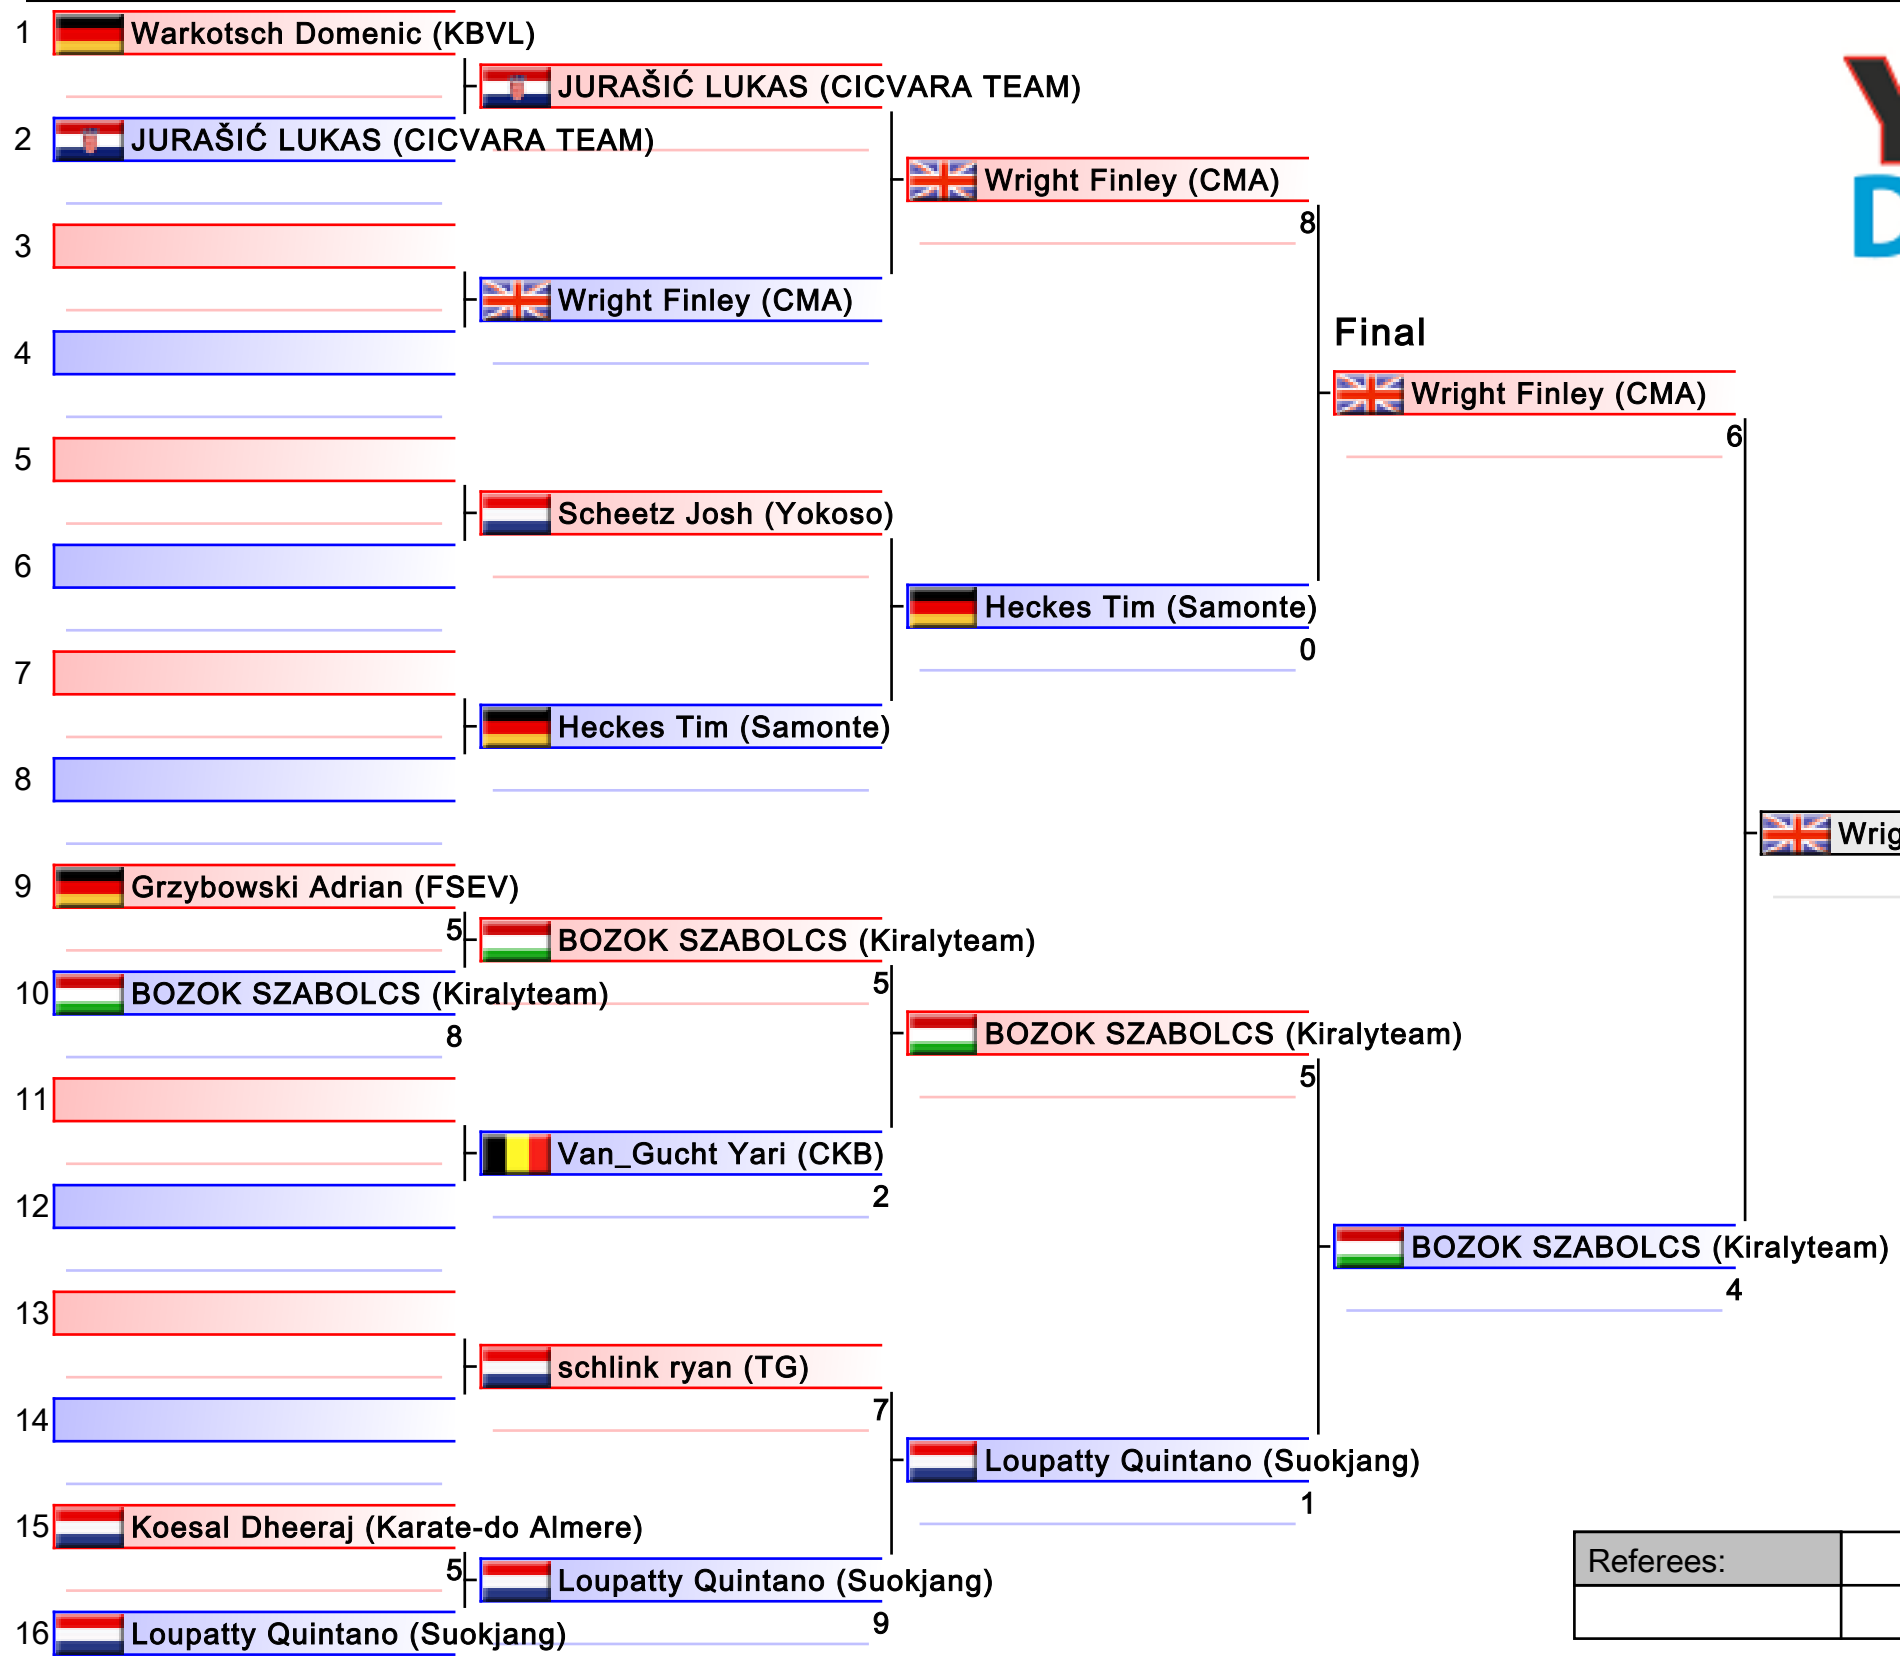 1 Warkotsch Domenic (KBVL)
JURAŠIĆ LUKAS (CICVARA TEAM)
2 JURAŠIĆ LUKAS (CICVARA TEAM)
Wright Finley (CMA)
8
3
Wright Finley (CMA)
Final
4
Wright Finley (CMA)
6
5
Scheetz Josh (Yokoso)
6
Heckes Tim (Samonte)
0
7
Heckes Tim (Samonte)
8
Wrig
9 Grzybowski Adrian (FSEV)
5
BOZOK SZABOLCS (Kiralyteam)
5
10 BOZOK SZABOLCS (Kiralyteam)
8
BOZOK SZABOLCS (Kiralyteam)
5
11
Van_Gucht Yari (CKB)
2
12
BOZOK SZABOLCS (Kiralyteam)
4
13
schlink ryan (TG)
7
14
Loupatty Quintano (Suokjang)
1
15 Koesal Dheeraj (Karate-do Almere)
5
Loupatty Quintano (Suokjang)
9
16 Loupatty Quintano (Suokjang)
Referees: